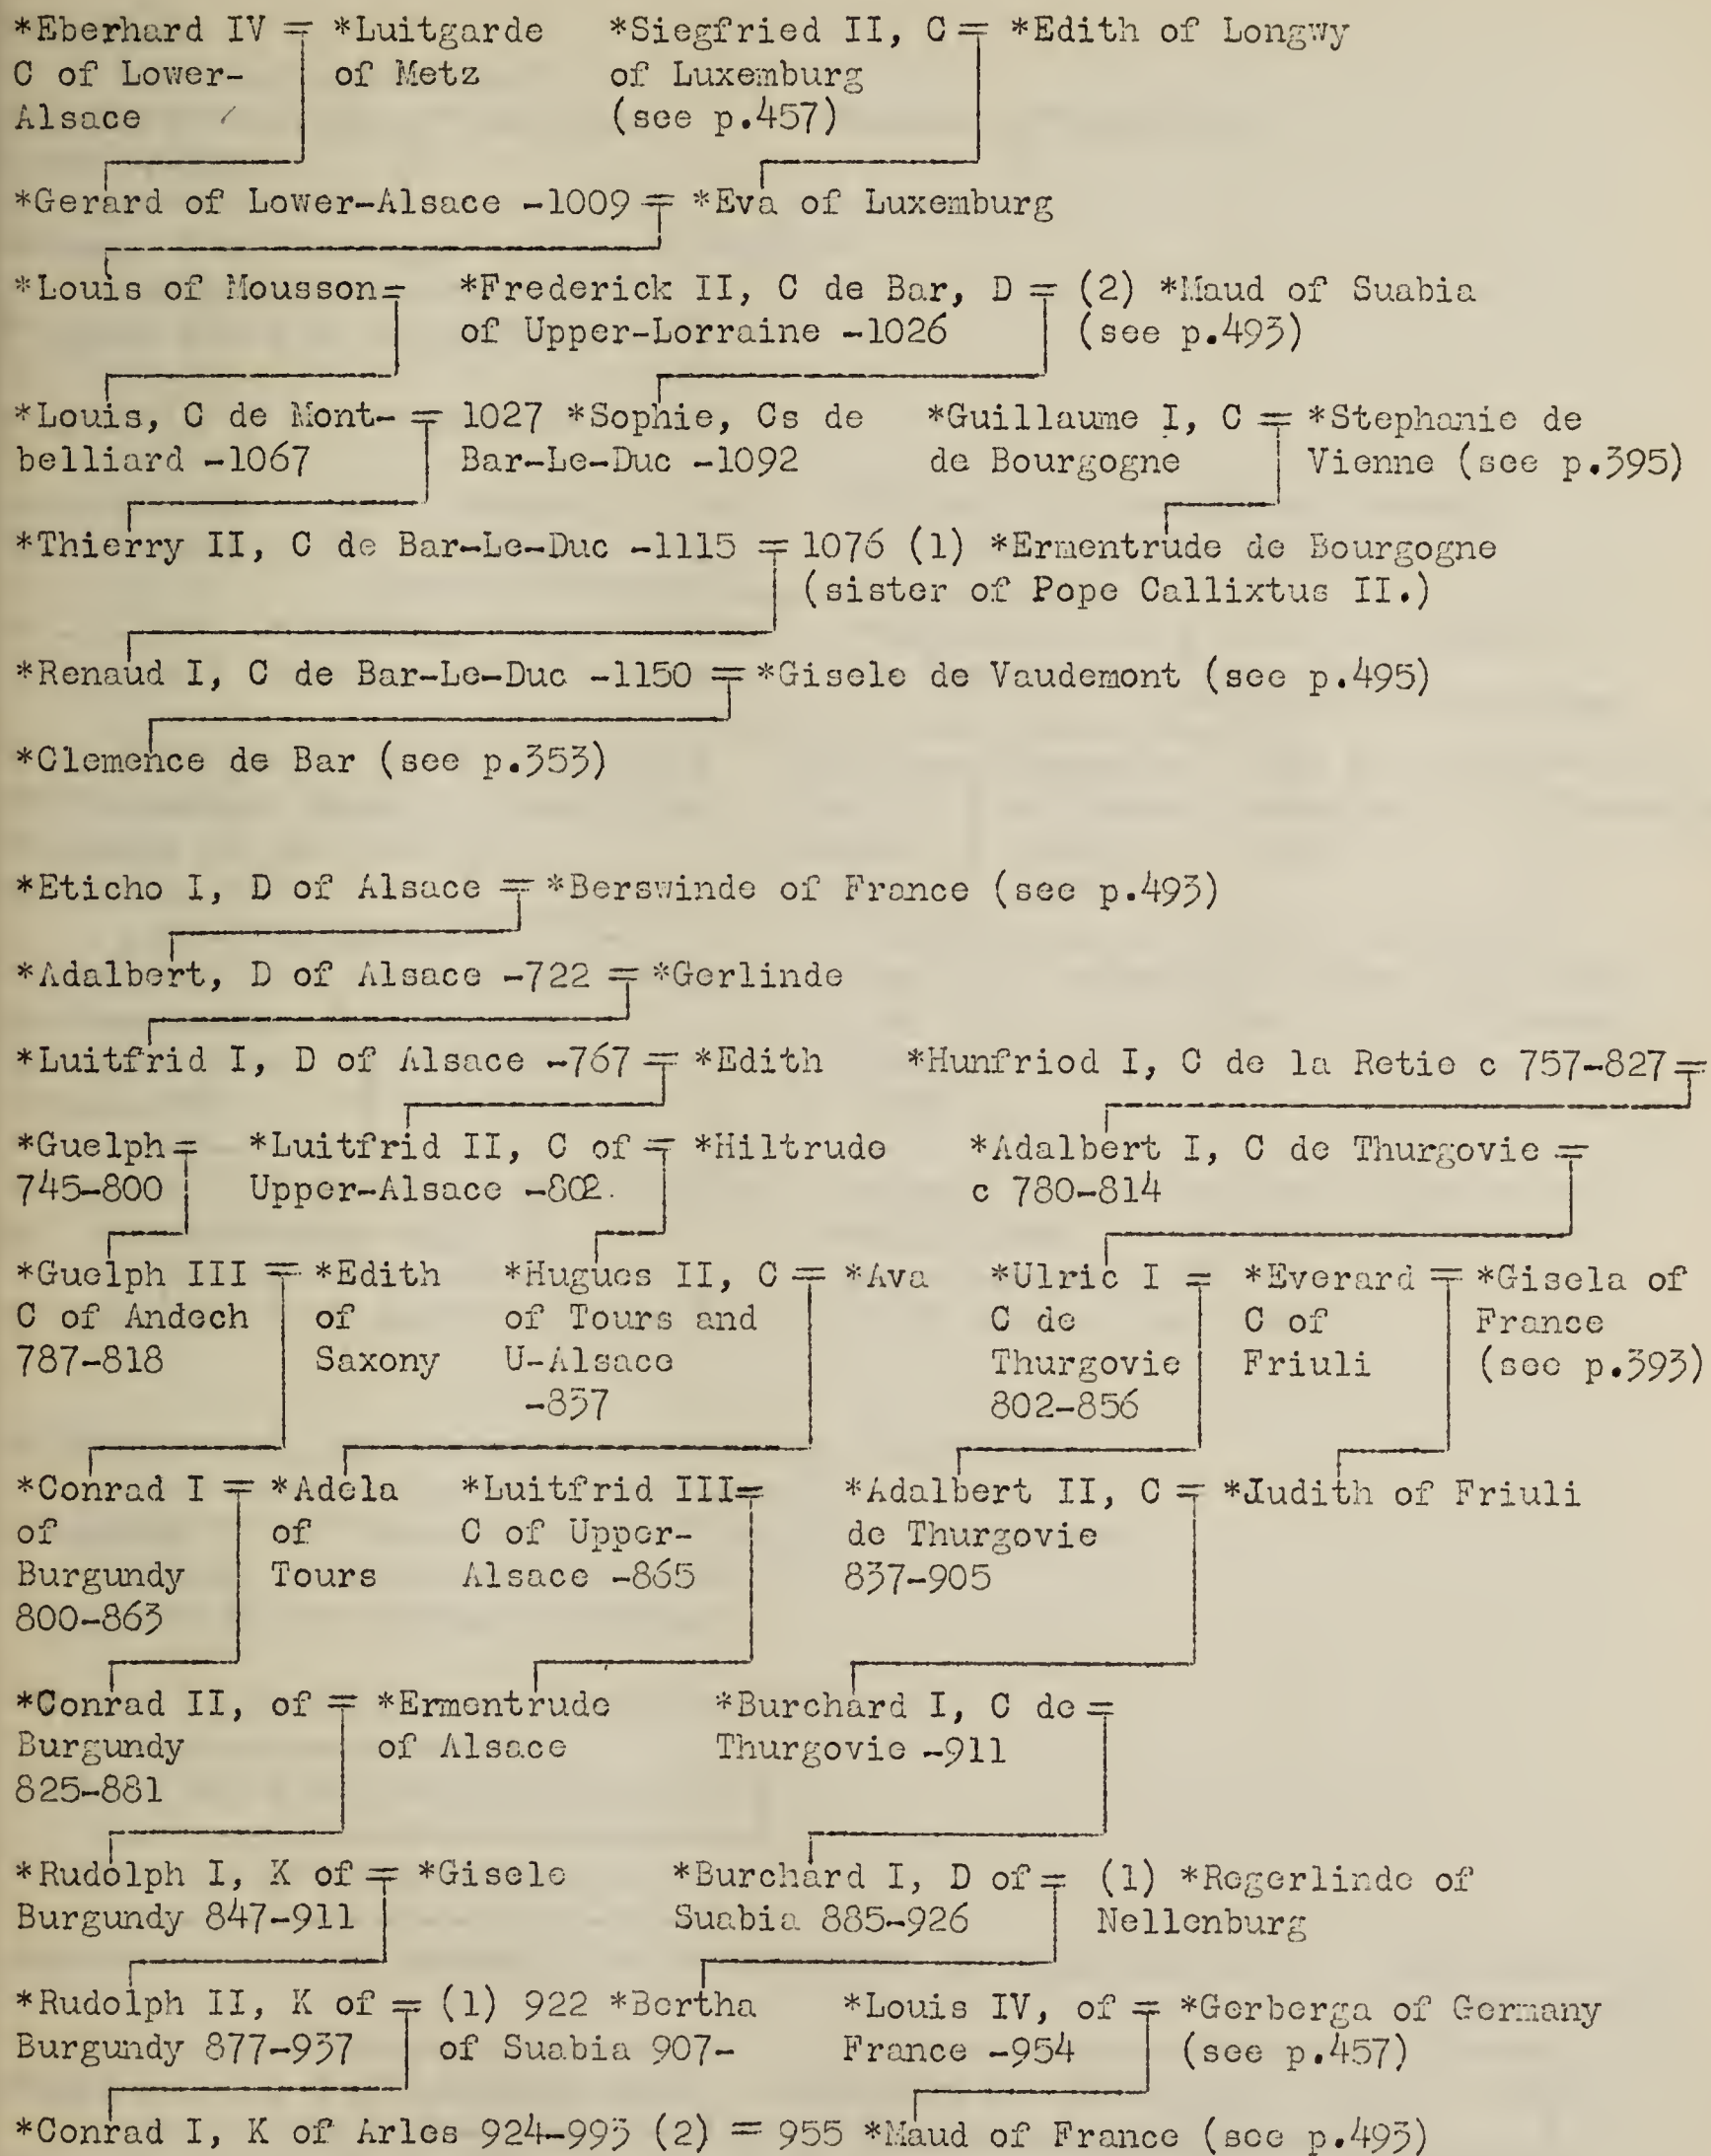 *Eberhard IV = *Luitgarde *Siegfried II, C = *Edith of Longwy
C of Lower- of Metz of Luxemburg
Alsace (see p.457)
*Gerard of Lower-Alsace -1009 = *Eva of Luxemburg
*Louis of Mousson= *Frederick II, C de Bar, D = (2) *Maud of Suabia
of Upper-Lorraine -1026 (see p.493)
*Louis, C de Mont- = 1027 *Sophie, Cs de *Guillaume I, C = *Stephanie de
belliard -1067 Bar-Le-Duc -1092 de Bourgogne Vienne (see p.395)
*Thierry II, C de Bar-Le-Duc -1115 = 1076 (1) *Ermentrude de Bourgogne
(sister of Pope Callixtus II.)
*Renaud I, C de Bar-Le-Duc -1150 = *Gisele de Vaudemont (see p.495)
*Clemence de Bar (see p.353)
*Eticho I, D of Alsace = *Berswinde of France (see p.493)
*Adalbert, D of Alsace -722 = *Gerlinde
*Luitfrid I, D of Alsace -767 = *Edith *Hunfriod I, C de la Retie c 757-827=
*Guelph= *Luitfrid II, C of = *Hiltrude *Adalbert I, C de Thurgovie =
745-800 Upper-Alsace -802. c 780-814
*Guelph III = *Edith *Hugues II, C = *Ava *Ulric I = *Everard = *Gisela of
C of Andech of of Tours and C de C of France
787-818 Saxony U-Alsace Thurgovie Friuli (see p.393)
-837 802-856
*Conrad I = *Adela *Luitfrid III= *Adalbert II, C = *Judith of Friuli
of of C of Upper- de Thurgovie
Burgundy Tours Alsace -865 837-905
800-863
*Conrad II, of = *Ermentrude *Burchard I, C de =
Burgundy of Alsace Thurgovie -911
825-881
*Rudolph I, K of = *Gisele *Burchard I, D of = (1) *Regerlinde of
Burgundy 847-911 Suabia 885-926 Nellenburg
*Rudolph II, K of = (1) 922 *Bertha *Louis IV, of = *Gerberga of Germany
Burgundy 877-937 of Suabia 907- France -954 (see p.457)
*Conrad I, K of Arles 924-993 (2) = 955 *Maud of France (see p.493)